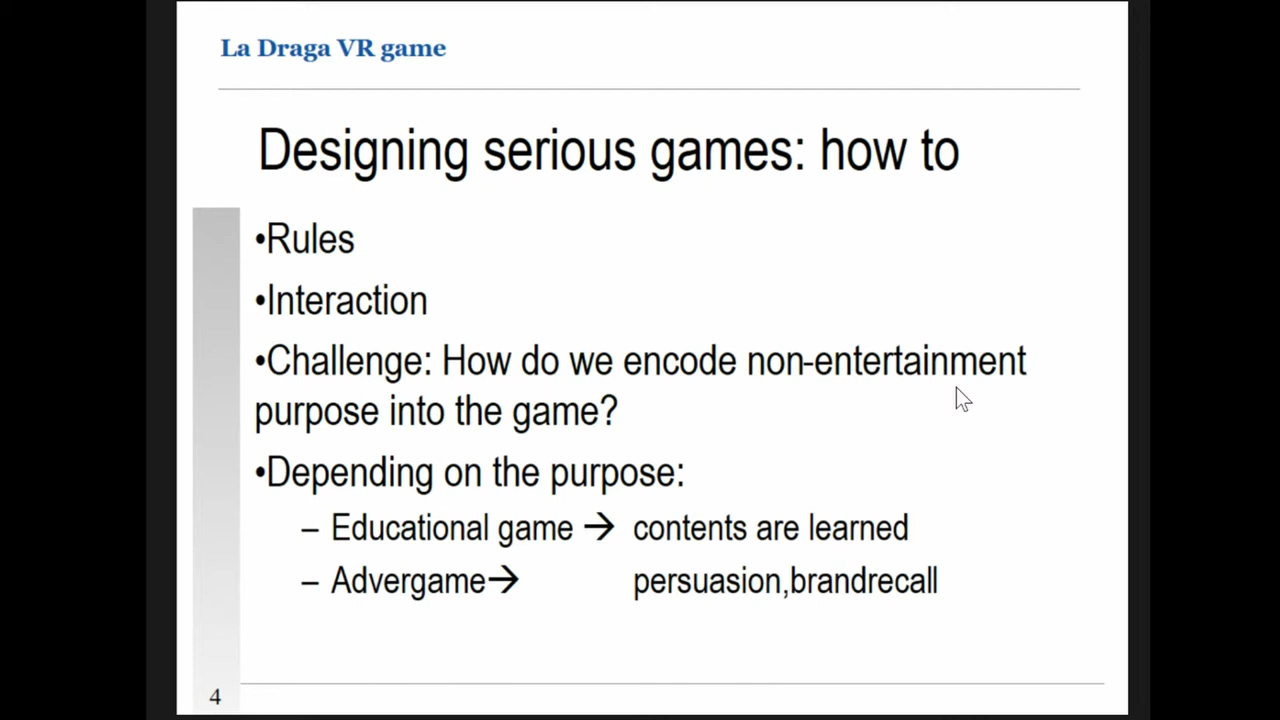 La Draga VR game
Designing serious games: how to
•Rules
•Interaction
•Challenge: How do we encode non-entertainment
purpose into the game?
•Depending on the purpose:
– Educational game → contents are learned
– Advergame→ persuasion,brandrecall
4